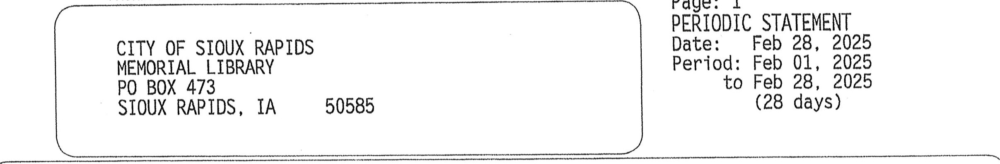 CITY OF SIOUX RAPIDS
MEMORIAL LIBRARY
PO BOX 473
SIOUX RAPIDS, IA 50585
Page: 1
PERIODIC STATEMENT
Date: Feb 28, 2025
Period: Feb 01, 2025
to Feb 28, 2025
(28 days)